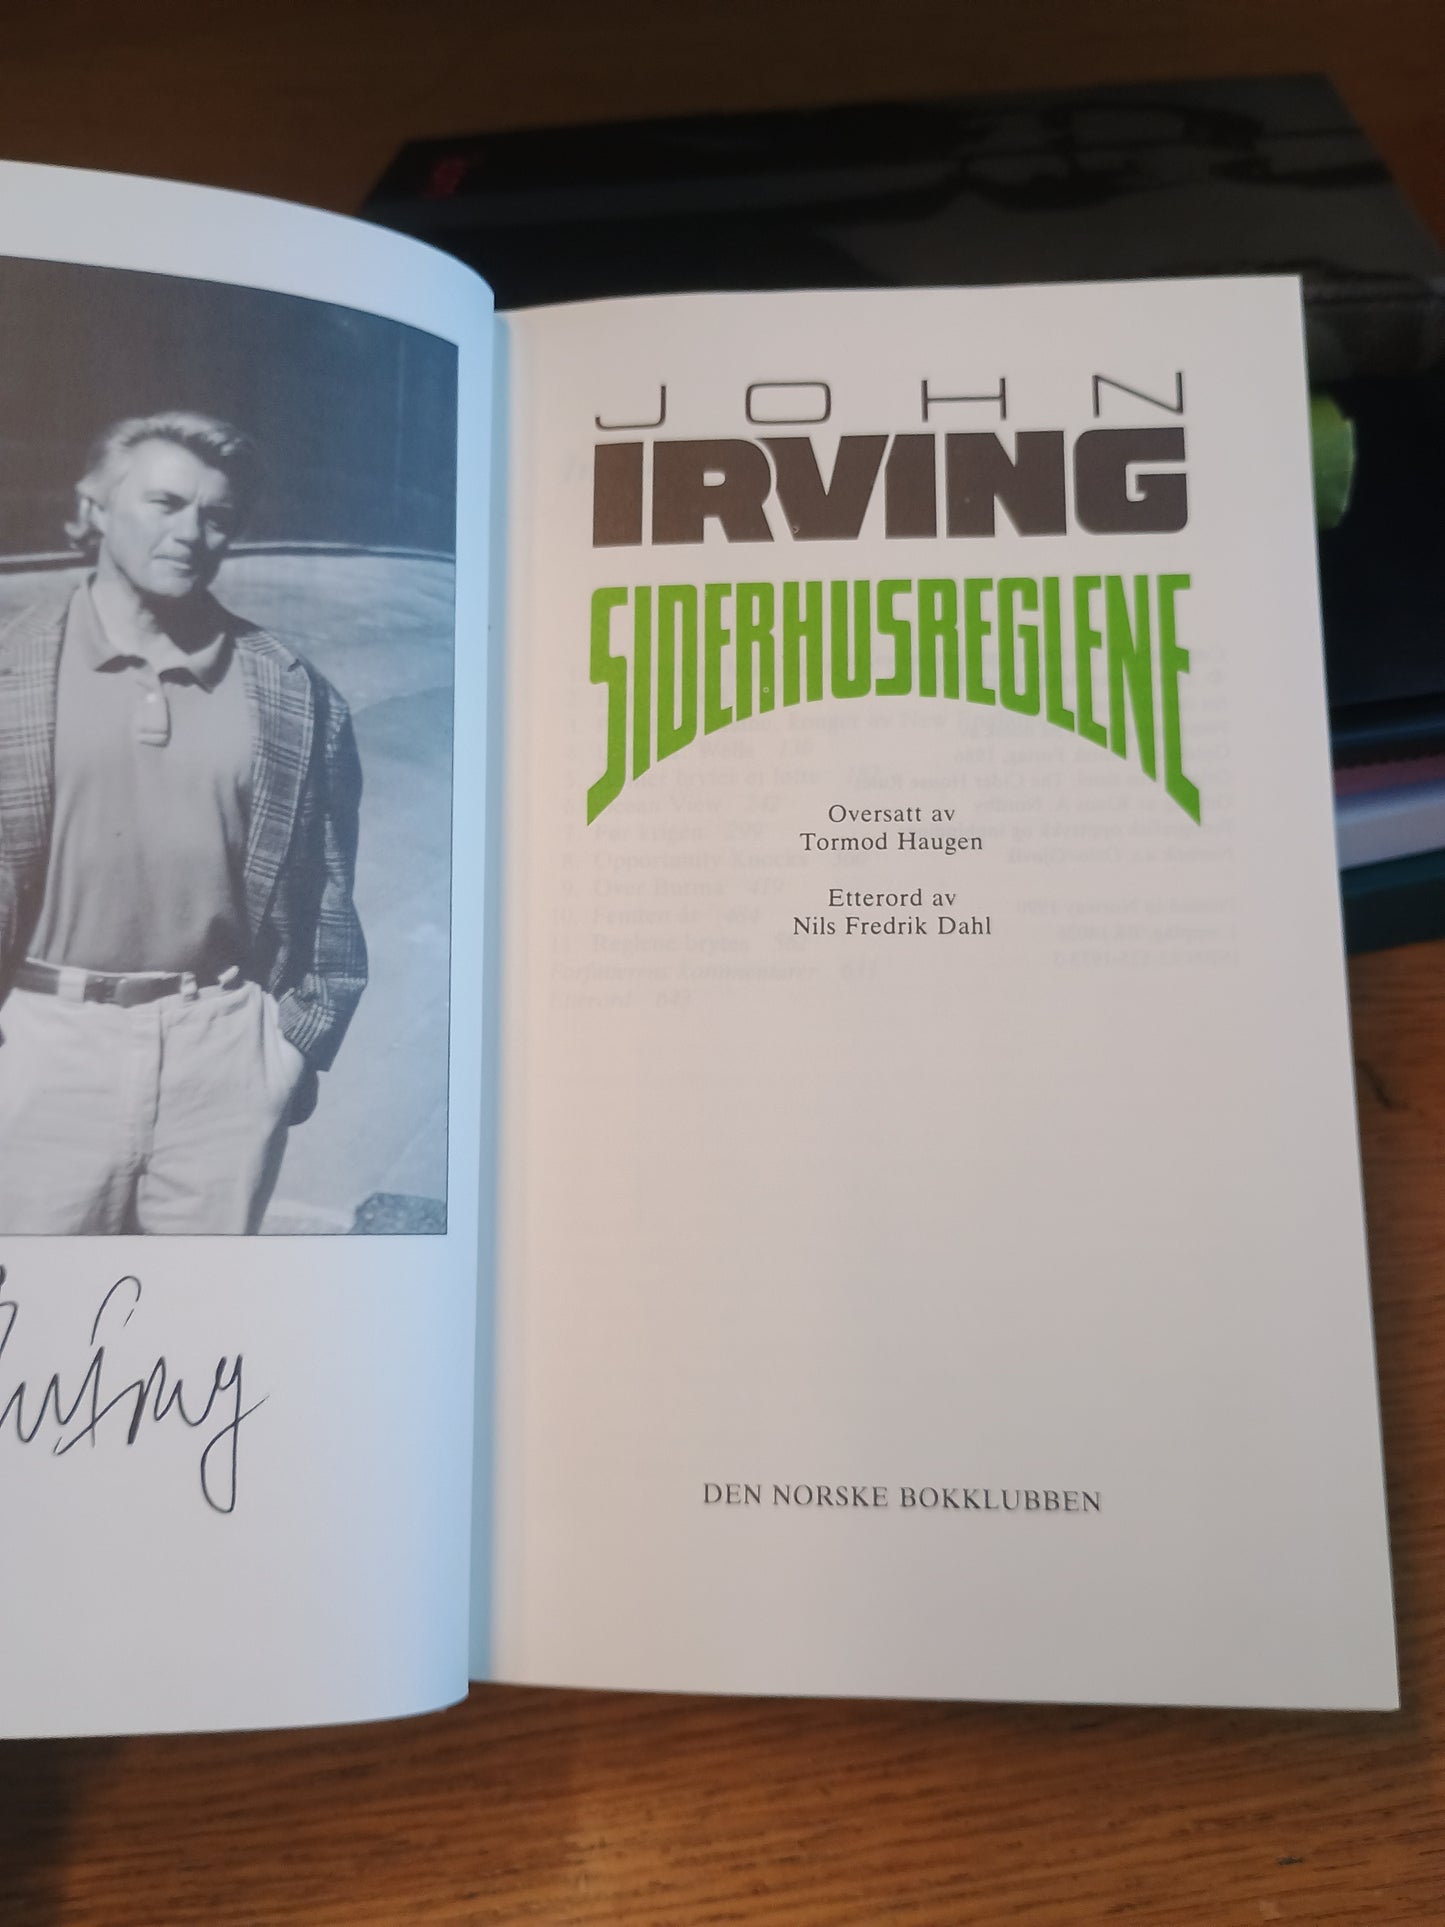 JOHN
IRVING
SIDERHUSREGLENE
Oversatt av
Tormod Haugen
Etterord av
Nils Fredrik Dahl
DEN NORSKE BOKKLUBBEN